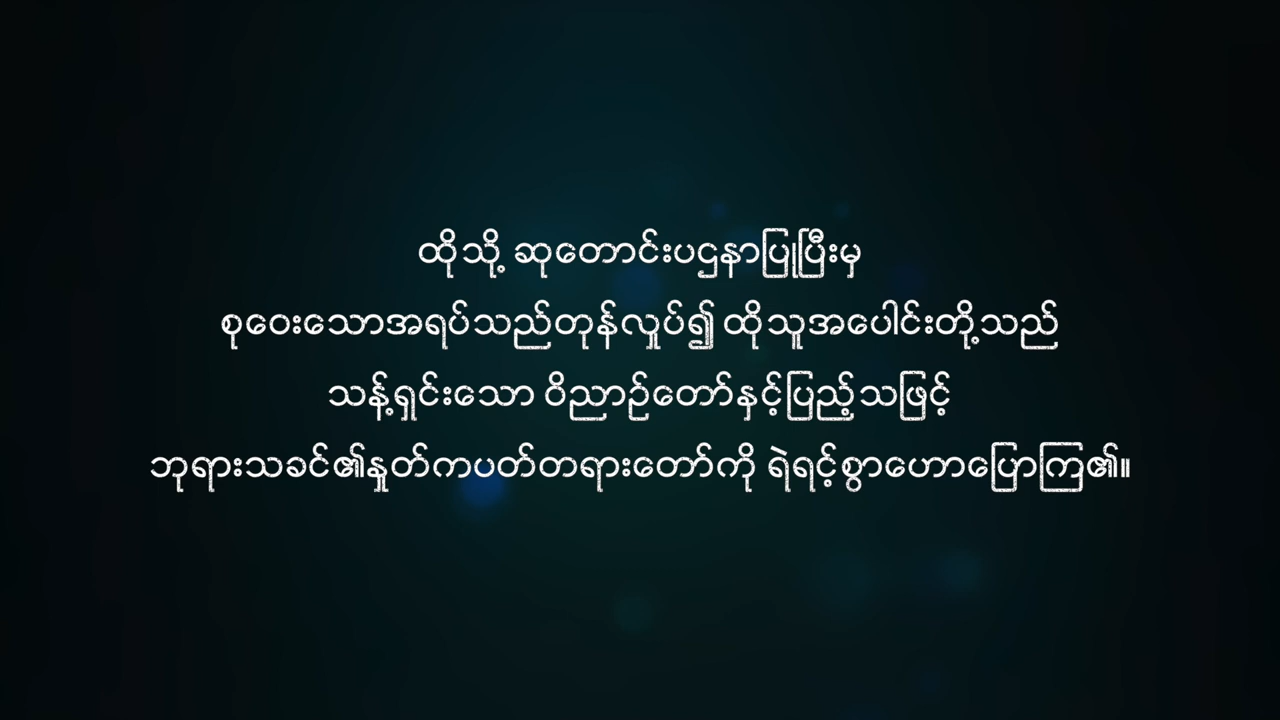 ထိုသို့ ဆုတောင်းပဌနာပြုပြီးမှ
စုဝေးသောအရပ်သည်တုန်လှုပ်၍ ထိုသူအပေါင်းတို့သည်
သန့်ရှင်းသော ဝိညာဉ်တော်နှင့်ပြည့်သဖြင့်
ဘုရားသခင်၏နှုတ်ကပတ်တရားတော်ကို ရဲရင့်စွာဟောပြောကြ၏။